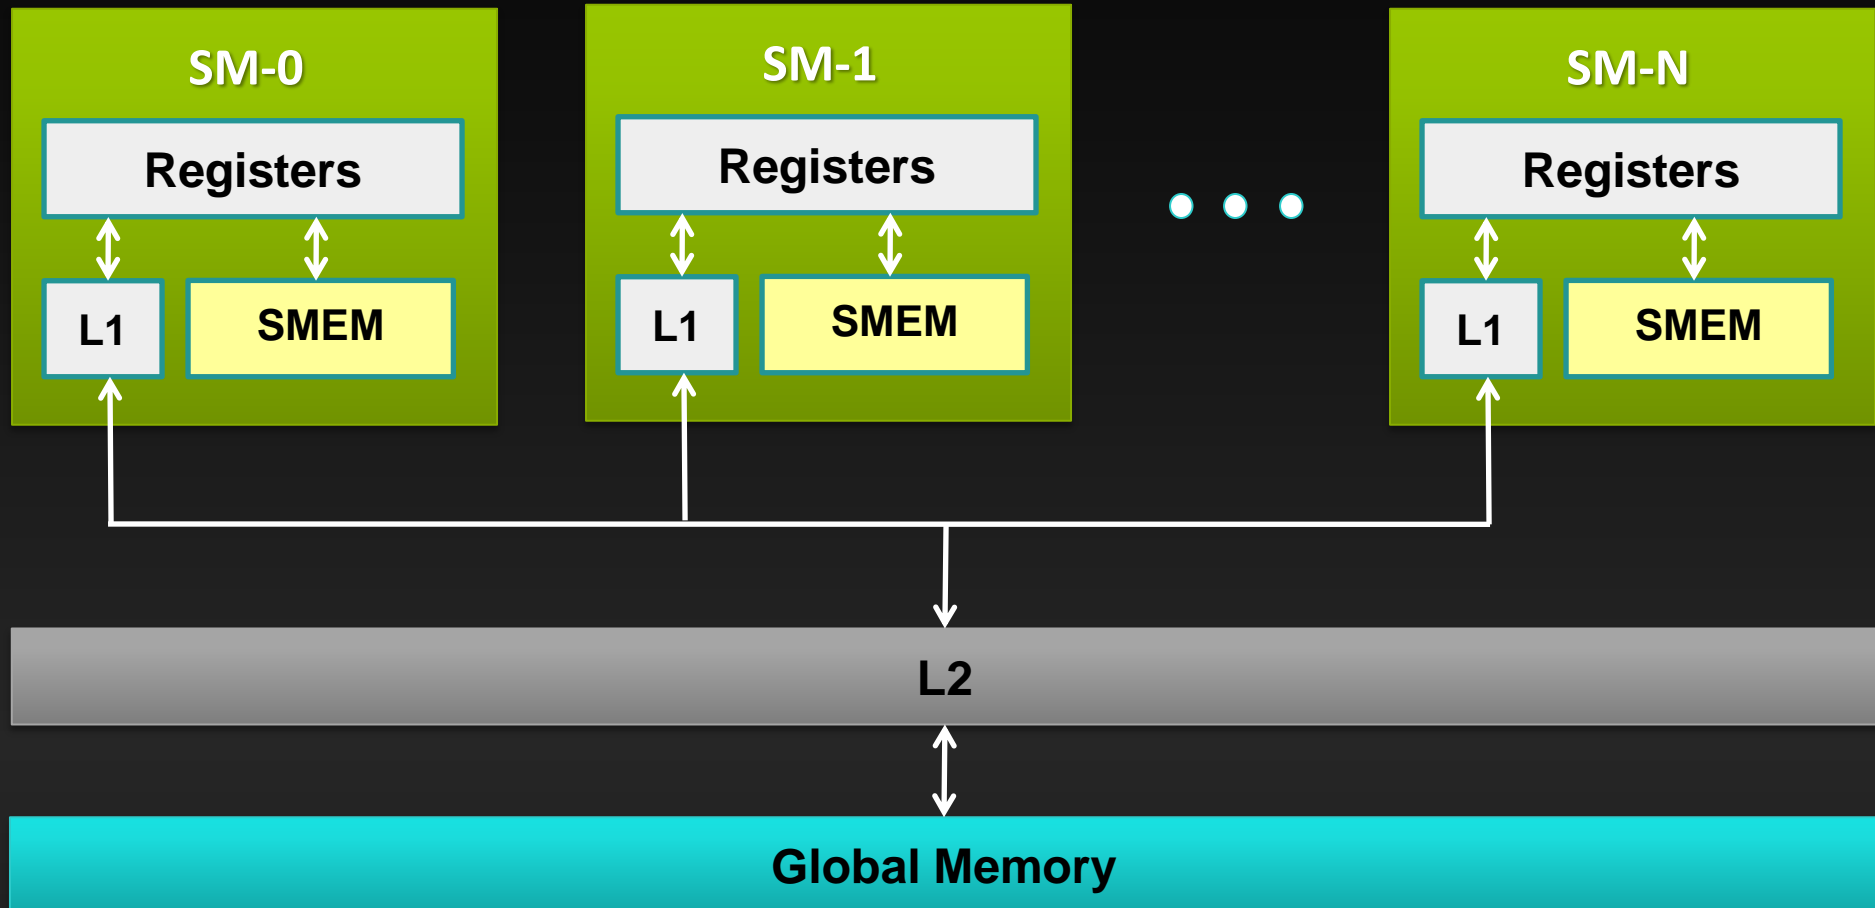 SM-0
Registers
L1
SMEM
SM-1
Registers
L1
SMEM
SM-N
Registers
L1
SMEM
L2
Global Memory